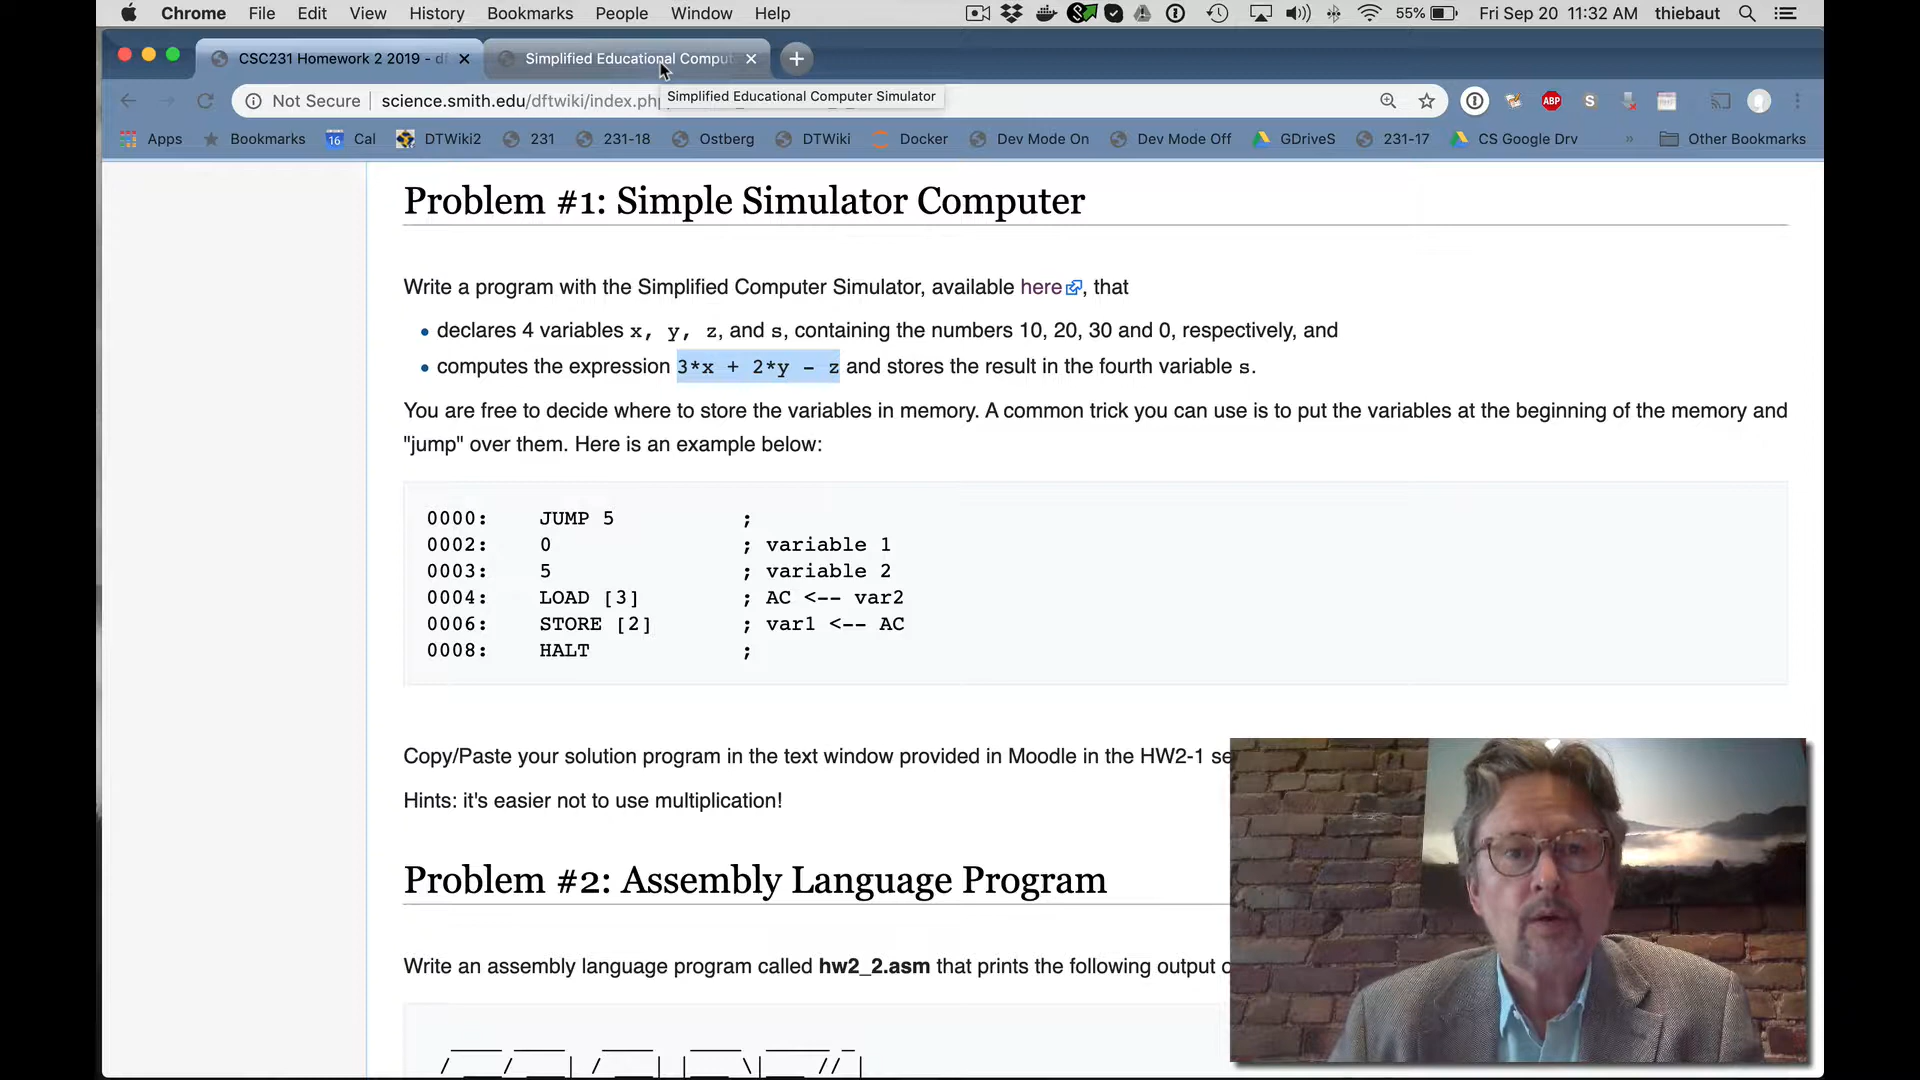 Chrome File Edit View History Bookmarks People Window Help 55% Fri Sep 20 11:32 AM thiebaut
CSC231 Homework 2 2019 - df Simplified Educational Comput
Not Secure science.smith.edu/dftwiki/index.php
Simplified Educational Computer Simulator
ABP S
Apps Bookmarks 16 Cal DTWiki2 231 231-18 Ostberg DTWiki Docker Dev Mode On Dev Mode Off GDriveS 231-17 CS Google Drv » Other Bookmarks
Problem #1: Simple Simulator Computer
Write a program with the Simplified Computer Simulator, available here, that
• declares 4 variables x, y, z, and s, containing the numbers 10, 20, 30 and 0, respectively, and
• computes the expression 3*x + 2*y - z and stores the result in the fourth variable s.
You are free to decide where to store the variables in memory. A common trick you can use is to put the variables at the beginning of the memory and
"jump" over them. Here is an example below:
0000: JUMP 5 ;
0002: 0 ; variable 1
0003: 5 ; variable 2
0004: LOAD [3] ; AC <-- var2
0006: STORE [2] ; var1 <-- AC
0008: HALT ;
Copy/Paste your solution program in the text window provided in Moodle in the HW2-1 se
Hints: it's easier not to use multiplication!
Problem #2: Assembly Language Program
Write an assembly language program called hw2_2.asm that prints the following output